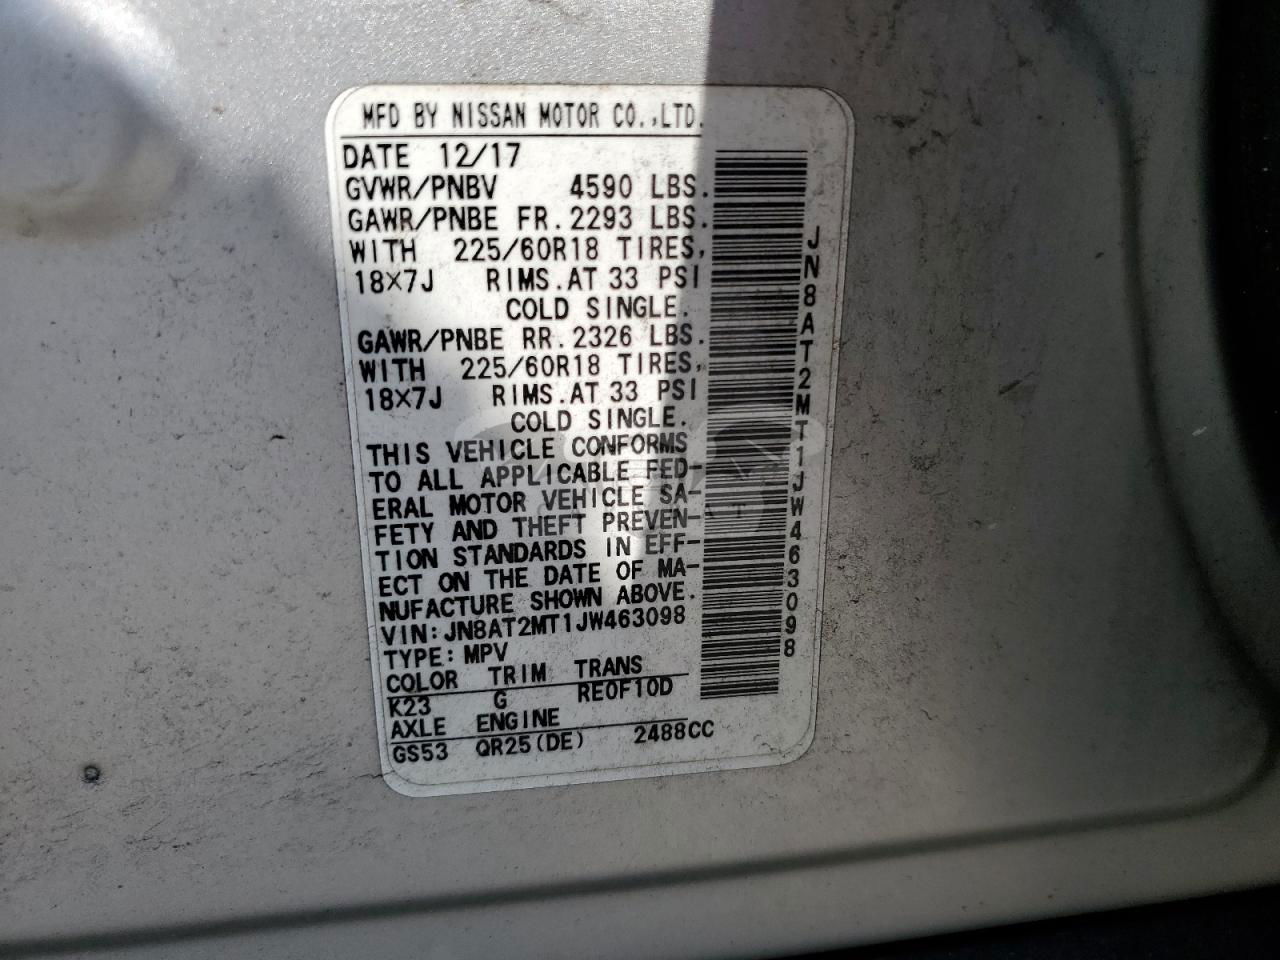 MFD BY NISSAN MOTOR CO.,LTD.
DATE 12/17
GVWR/PNBV 4590 LBS.
GAWR/PNBE FR. 2293 LBS.
WITH 225/60R18 TIRES,
18X7J RIMS. AT 33 PSI
COLD SINGLE.
GAWR/PNBE RR. 2326 LBS.
WITH 225/60R18 TIRES,
18X7J RIMS. AT 33 PSI
COLD SINGLE.
THIS VEHICLE CONFORMS
TO ALL APPLICABLE FED-
ERAL MOTOR VEHICLE SA-
FETY AND THEFT PREVEN-
TION STANDARDS IN EFF-
ECT ON THE DATE OF MA-
NUFACTURE SHOWN ABOVE.
VIN: JN8AT2MT1JW463098
TYPE: MPV
COLOR TRIM TRANS
K23 G RE0F10D
AXLE ENGINE
GS53 QR25(DE) 2488CC
JN8AT2MT1JW463098